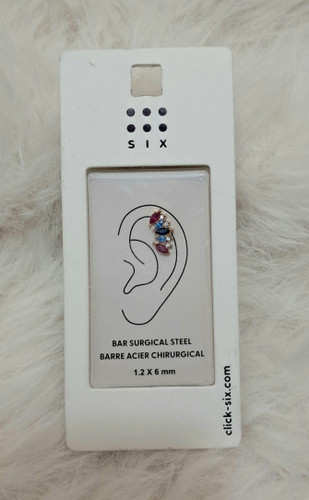 SIX
BAR SURGICAL STEEL
BARRE ACIER CHIRURGICAL
1.2 X 6 mm
click-six.com